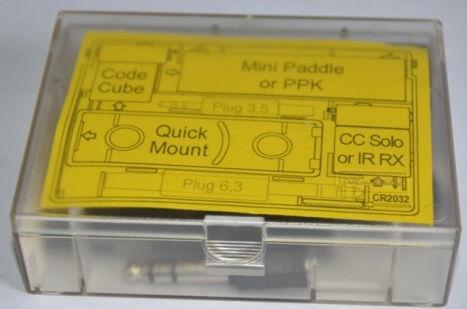 Code
Cube
Mini Paddle
or PPK
Plug 3,5
Quick
Mount
CC Solo
or IR RX
Plug 6,3
CR2032